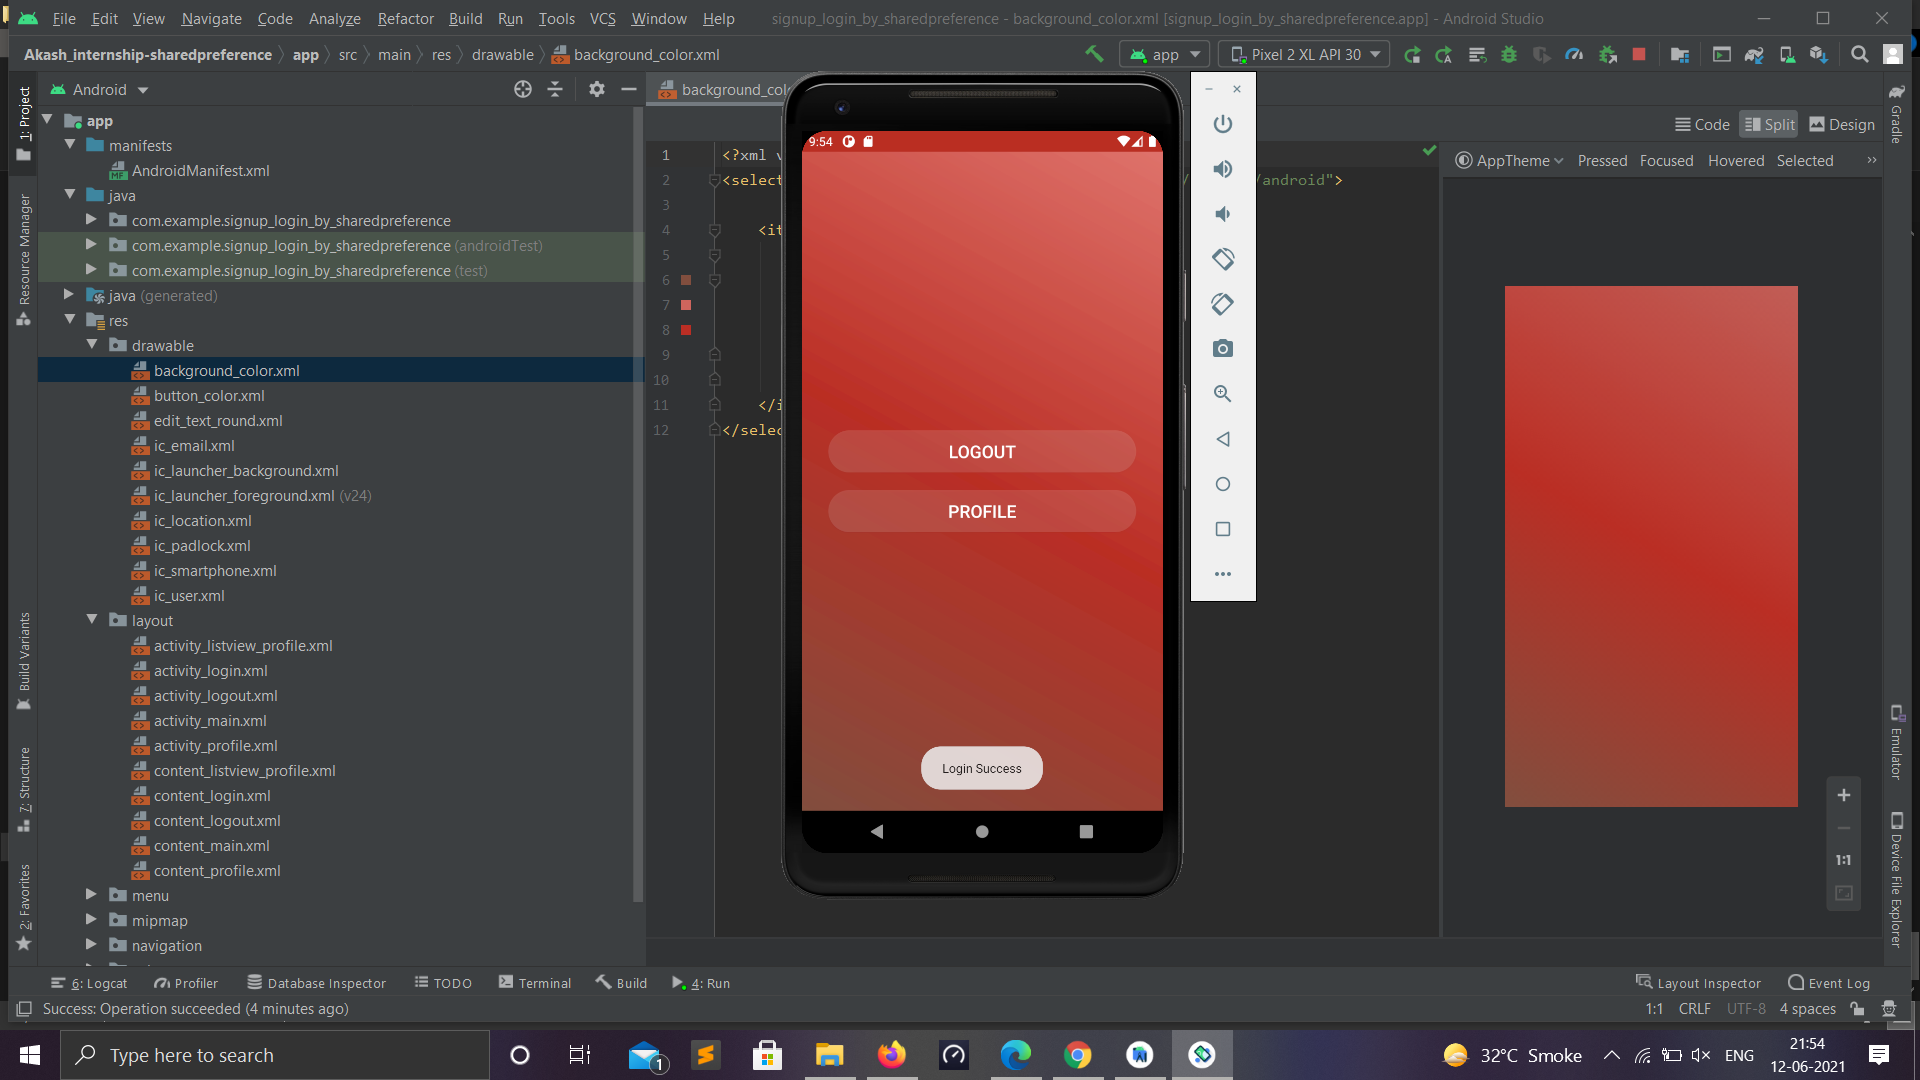 File Edit View Navigate Code Analyze Refactor Build Run Tools VCS Window Help signup_login_by_sharedpreference - background_color.xml [signup_login_by_sharedpreference.app] - Android Studio
Akash_internship-sharedpreference app src main res drawable background_color.xml app Pixel 2 XL API 30
Android
background_col
Code Split Design
AppTheme Pressed Focused Hovered Selected
1: Project
Resource Manager
Build Variants
7: Structure
2: Favorites
app
manifests
AndroidManifest.xml
java
com.example.signup_login_by_sharedpreference
com.example.signup_login_by_sharedpreference (androidTest)
com.example.signup_login_by_sharedpreference (test)
java (generated)
res
drawable
background_color.xml
button_color.xml
edit_text_round.xml
ic_email.xml
ic_launcher_background.xml
ic_launcher_foreground.xml (v24)
ic_location.xml
ic_padlock.xml
ic_smartphone.xml
ic_user.xml
layout
activity_listview_profile.xml
activity_login.xml
activity_logout.xml
activity_main.xml
activity_profile.xml
content_listview_profile.xml
content_login.xml
content_logout.xml
content_main.xml
content_profile.xml
menu
mipmap
navigation
1 <?xml v
2 <select /android">
3
4 <it
5
6
7
8
9
10
11 </i
12 </selec
9:54
LOGOUT
PROFILE
Login Success
Gradle
Emulator
Device File Explorer
1:1
6: Logcat Profiler Database Inspector TODO Terminal Build 4: Run Layout Inspector Event Log
Success: Operation succeeded (4 minutes ago) 1:1 CRLF UTF-8 4 spaces
Type here to search 1 32°C Smoke ENG 21:54
12-06-2021